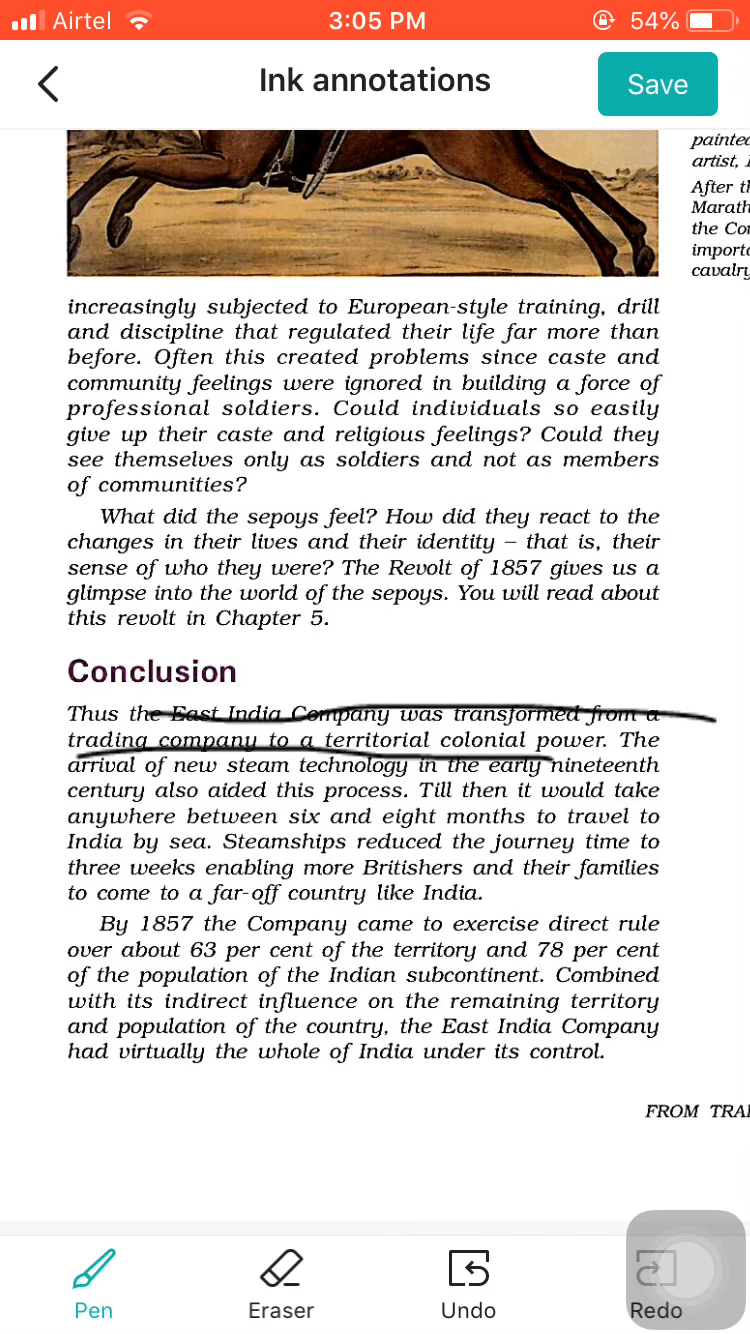 Airtel 3:05 PM 54%
Ink annotations
Save
painted
artist,
After
Marath
the
importa
cavalry
increasingly subjected to European-style training, drill
and discipline that regulated their life far more than
before. Often this created problems since caste and
community feelings were ignored in building a force of
professional soldiers. Could individuals so easily
give up their caste and religious feelings? Could they
see themselves only as soldiers and not as members
of communities?
What did the sepoys feel? How did they react to the
changes in their lives and their identity – that is, their
sense of who they were? The Revolt of 1857 gives us a
glimpse into the world of the sepoys. You will read about
this revolt in Chapter 5.
Conclusion
Thus the East India Company was transformed from a
trading company to a territorial colonial power. The
arrival of new steam technology in the early nineteenth
century also aided this process. Till then it would take
anywhere between six and eight months to travel to
India by sea. Steamships reduced the journey time to
three weeks enabling more Britishers and their families
to come to a far-off country like India.
By 1857 the Company came to exercise direct rule
over about 63 per cent of the territory and 78 per cent
of the population of the Indian subcontinent. Combined
with its indirect influence on the remaining territory
and population of the country, the East India Company
had virtually the whole of India under its control.
FROM TRA
Pen Eraser Undo Redo